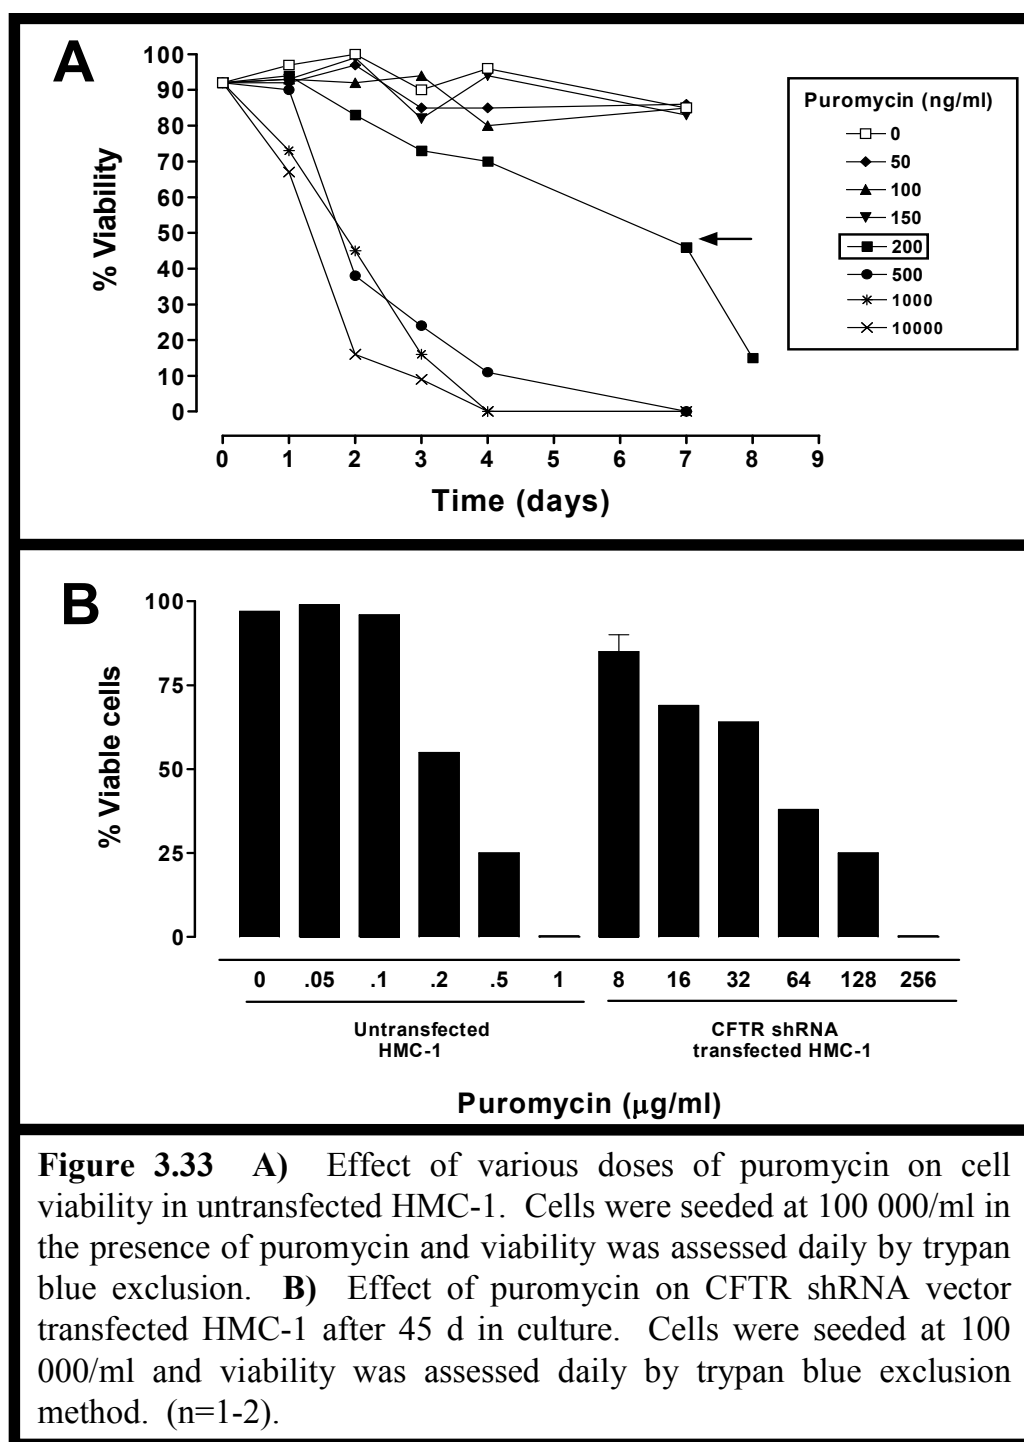 A
100
90
80
70
60
50
40
30
20
10
0
% Viability
0 1 2 3 4 5 6 7 8 9
Time (days)
Puromycin (ng/ml)
0
50
100
150
200
500
1000
10000
B
100
75
50
25
0
% Viable cells
0 .05 .1 .2 .5 1 8 16 32 64 128 256
Untransfected
HMC-1
CFTR shRNA
transfected HMC-1
Puromycin (μg/ml)
Figure 3.33 A) Effect of various doses of puromycin on cell
viability in untransfected HMC-1. Cells were seeded at 100 000/ml in
the presence of puromycin and viability was assessed daily by trypan
blue exclusion. B) Effect of puromycin on CFTR shRNA vector
transfected HMC-1 after 45 d in culture. Cells were seeded at 100
000/ml and viability was assessed daily by trypan blue exclusion
method. (n=1-2).